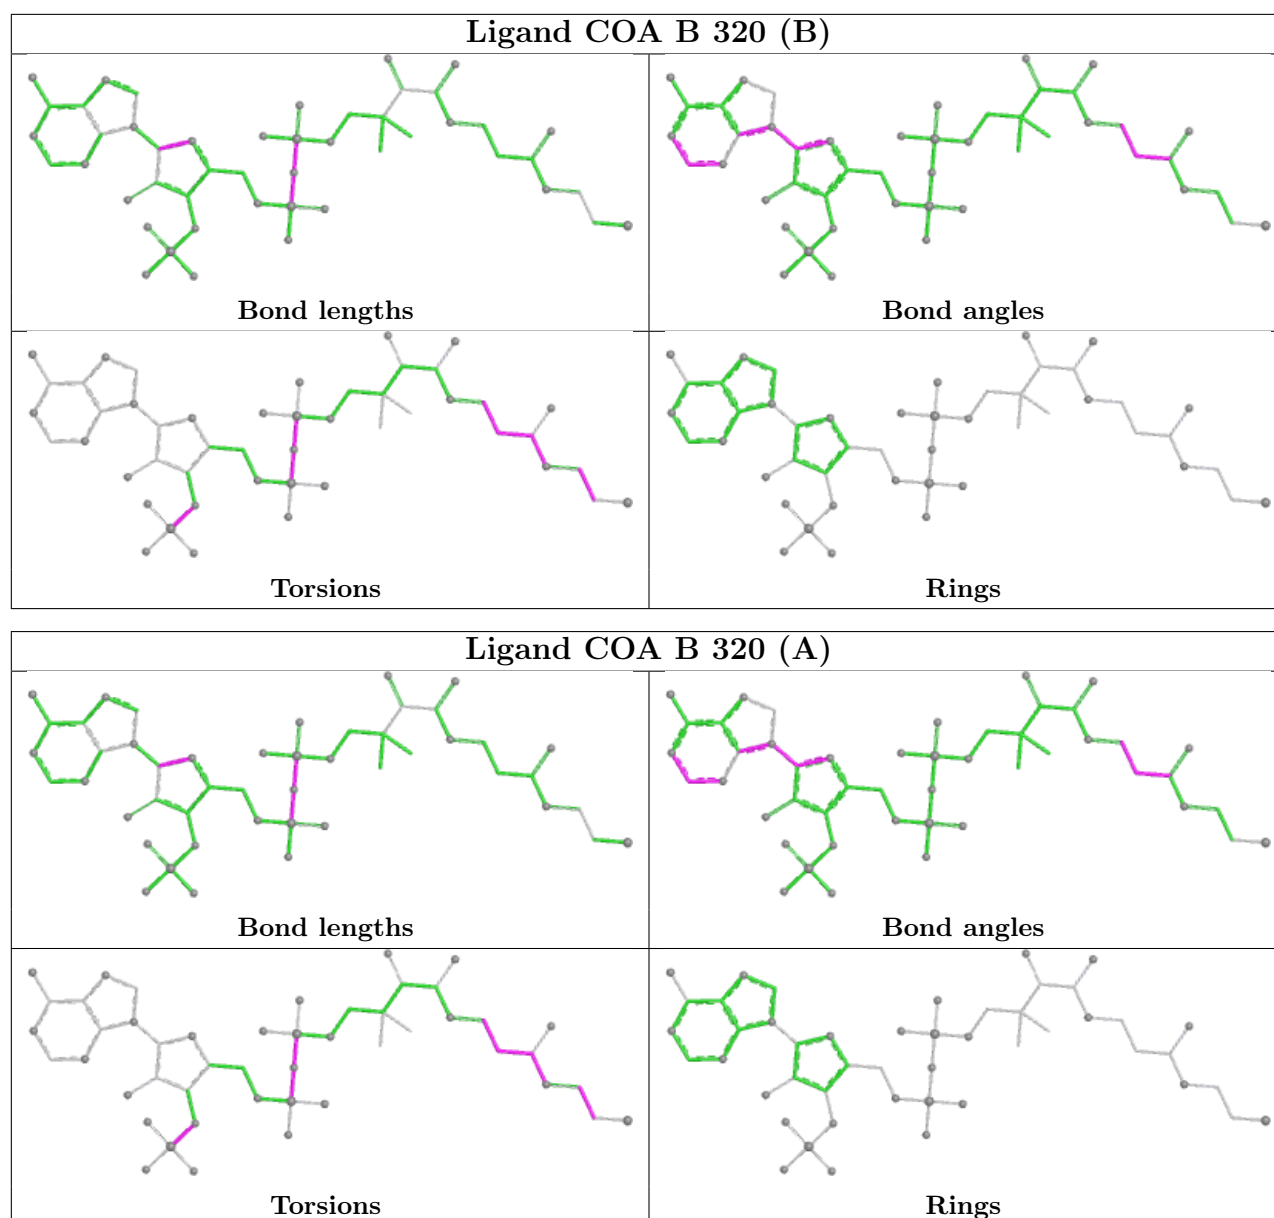 Ligand COA B 320 (B)
Bond lengths
Bond angles
Torsions
Rings
Ligand COA B 320 (A)
Bond lengths
Bond angles
Torsions
Rings